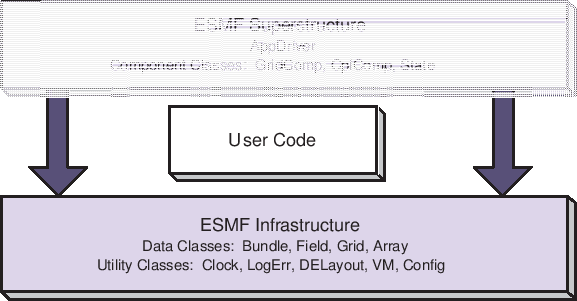 ESMF Superstructure
AppDriver
Component Classes: GridComp, CplComp, State
User Code
ESMF Infrastructure
Data Classes: Bundle, Field, Grid, Array
Utility Classes: Clock, LogErr, DELayout, VM, Config